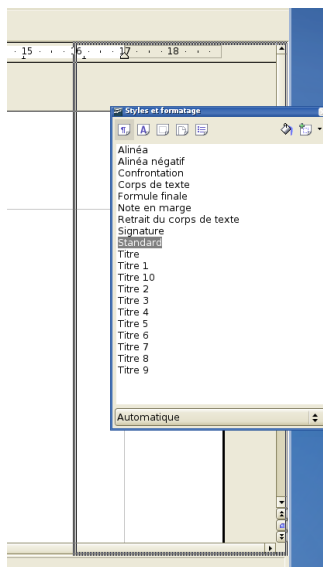 15 16 17 18
Styles et formatage
Alinéa
Alinéa négatif
Confrontation
Corps de texte
Formule finale
Note en marge
Retrait du corps de texte
Signature
Standard
Titre
Titre 1
Titre 10
Titre 2
Titre 3
Titre 4
Titre 5
Titre 6
Titre 7
Titre 8
Titre 9
Automatique